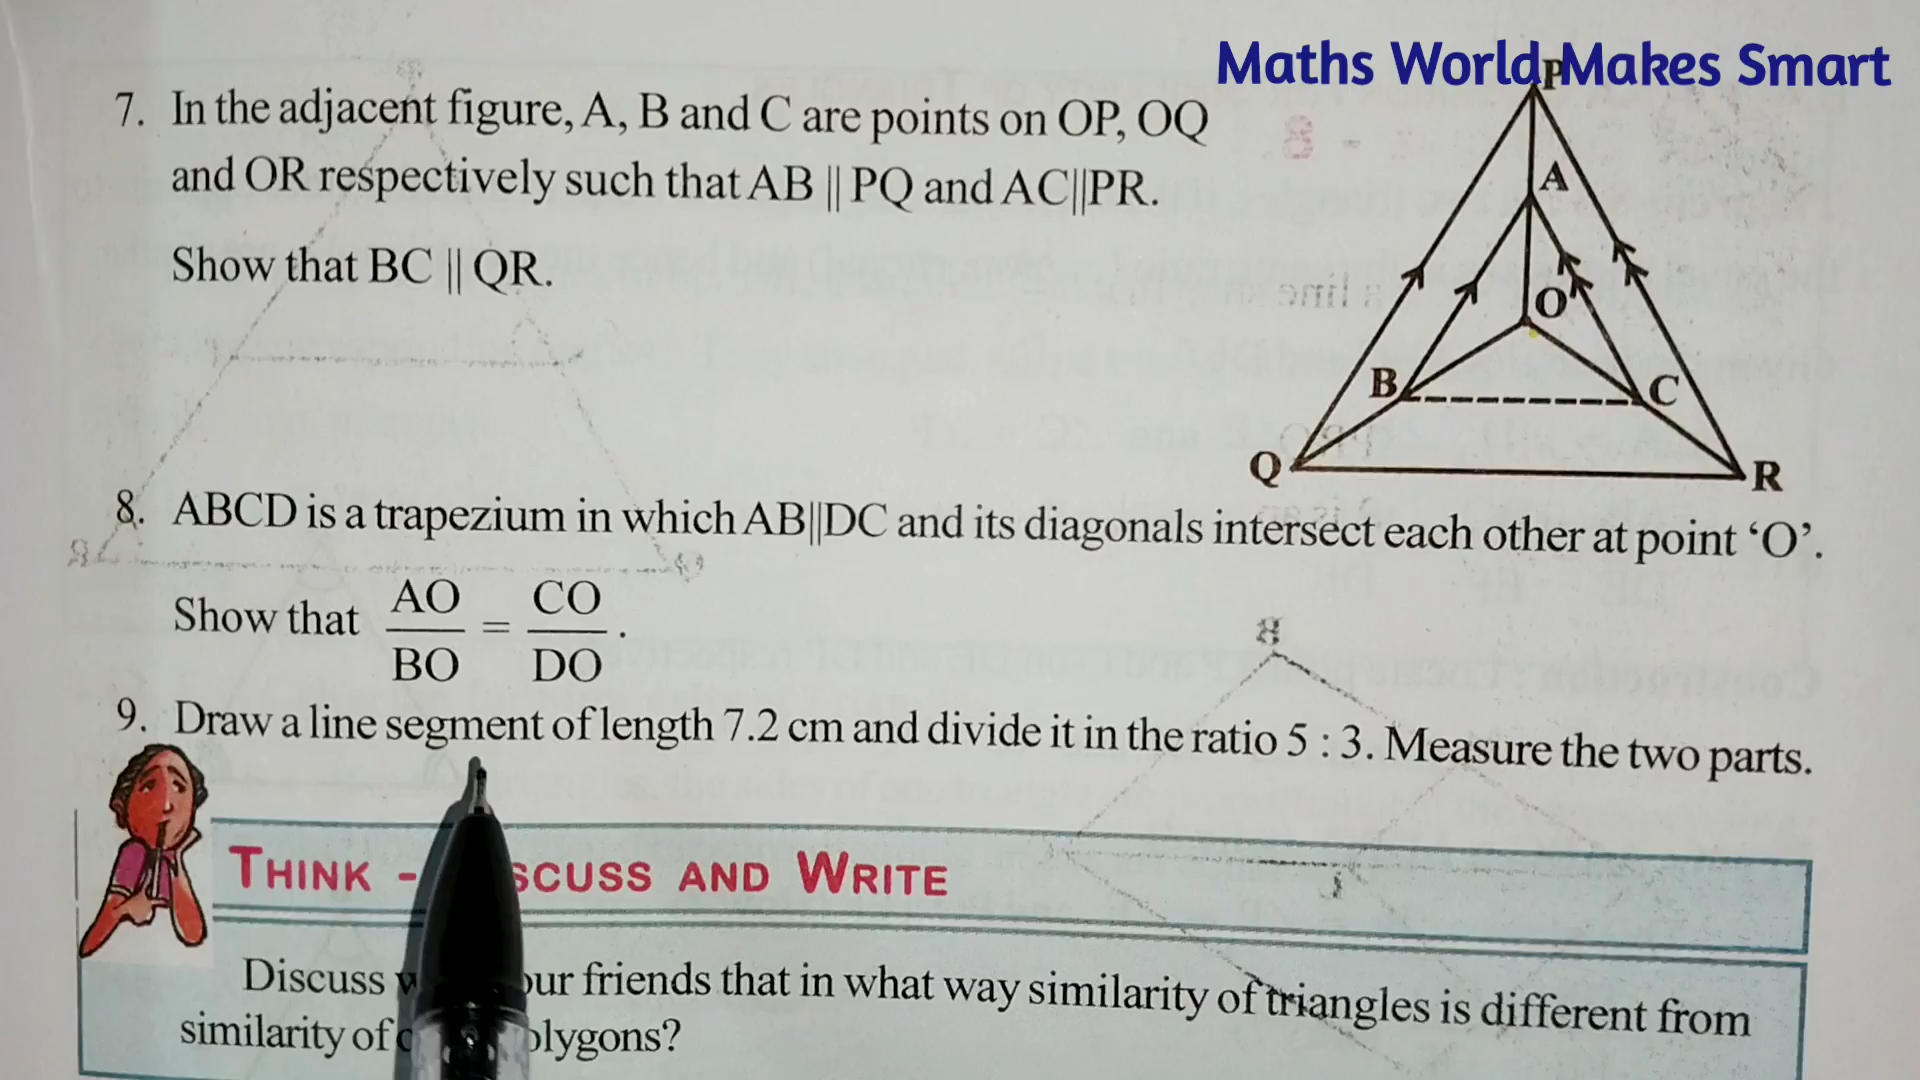 Maths World Makes Smart
7. In the adjacent figure, A, B and C are points on OP, OQ
and OR respectively such that AB || PQ and AC||PR.
Show that BC || QR.
P
A
O
B
C
Q
R
8. ABCD is a trapezium in which AB||DC and its diagonals intersect each other at point ‘O’.
Show that AO/BO = CO/DO.
9. Draw a line segment of length 7.2 cm and divide it in the ratio 5 : 3. Measure the two parts.
THINK - SCUSS AND WRITE
Discuss our friends that in what way similarity of triangles is different from
similarity of olygons?